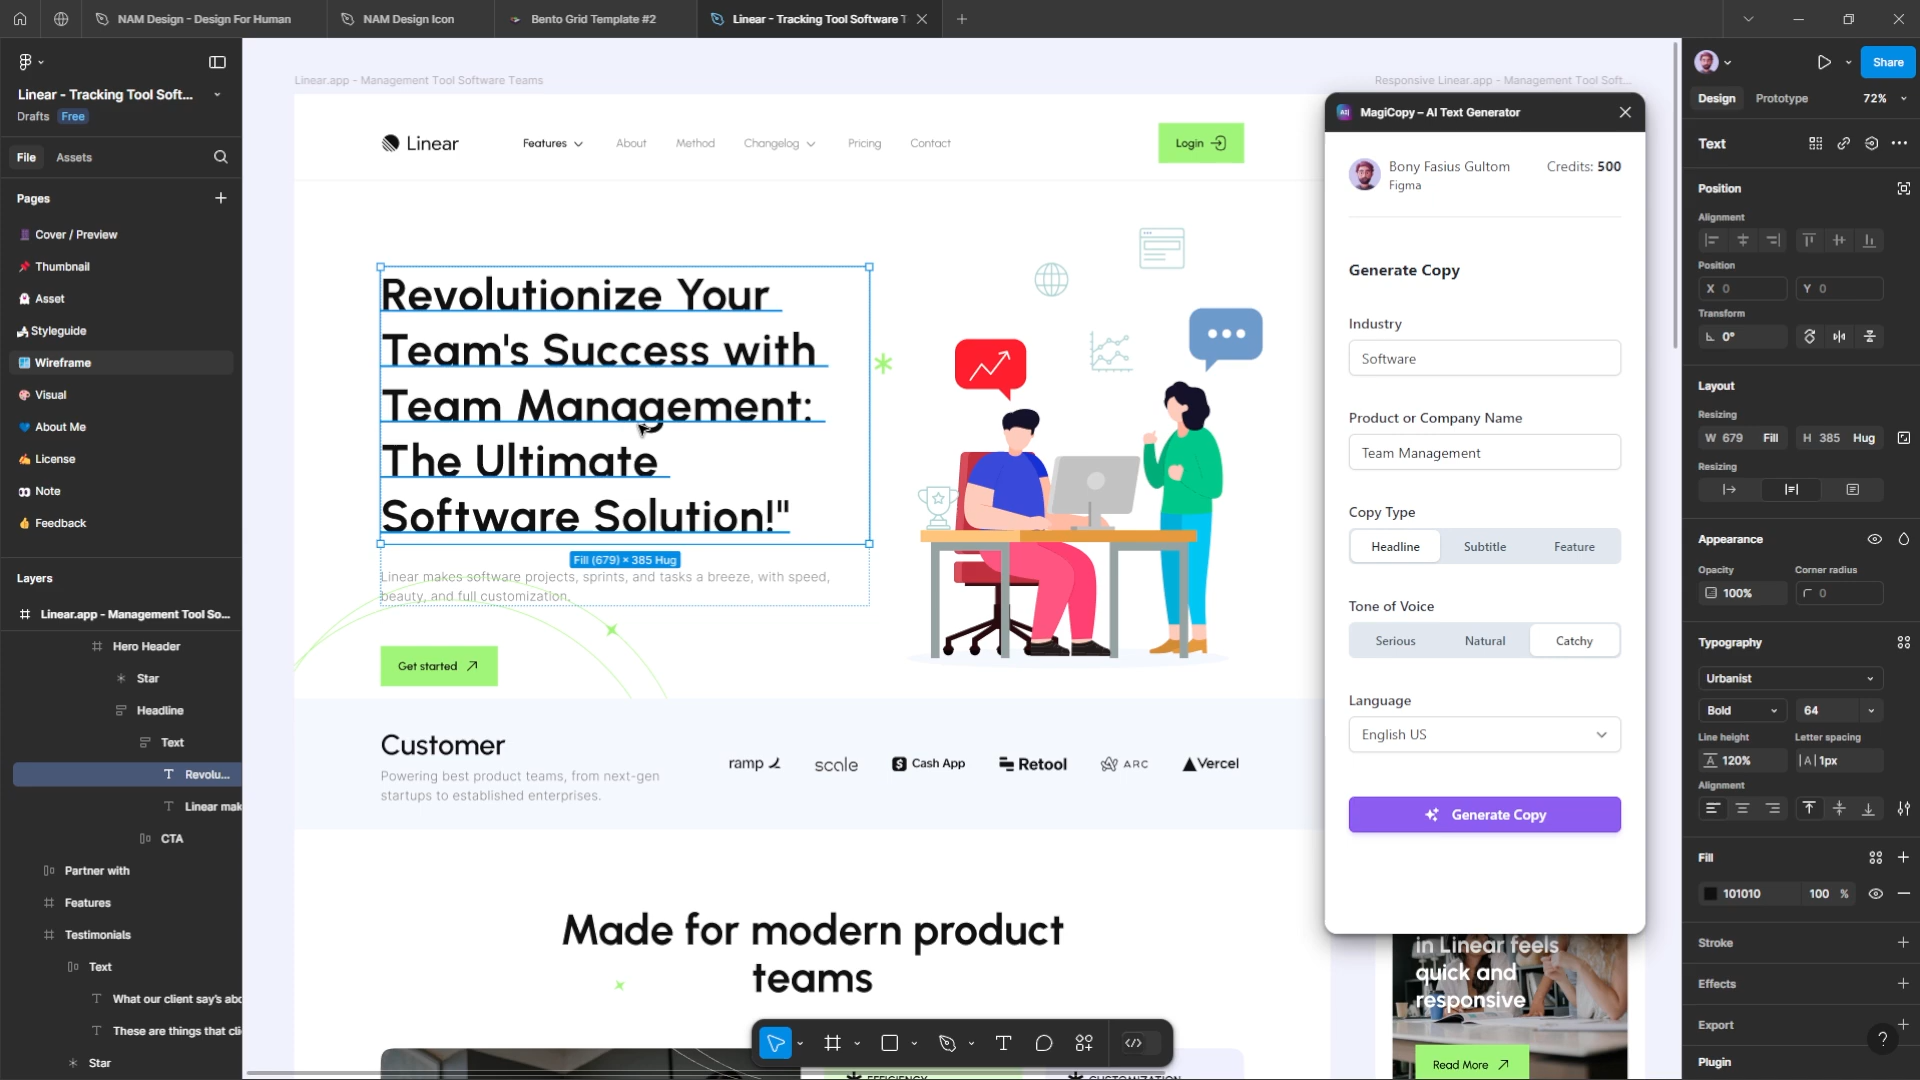 NAM Design - Design For Human
NAM Design Icon
Bento Grid Template #2
Linear - Tracking Tool Software T
Linear - Tracking Tool Soft...
Drafts
Free
File
Assets
Pages
Cover / Preview
Thumbnail
Asset
Styleguide
Wireframe
Visual
About Me
License
Note
Feedback
Layers
Linear.app - Management Tool So...
Hero Header
Star
Headline
Text
Revolu...
Linear mak
CTA
Partner with
Features
Testimonials
Text
What our client say's abo
These are things that cli
Star
Linear.app - Management Tool Software Teams
Responsive Linear.app - Management Tool Soft...
Linear
Features
About
Method
Changelog
Pricing
Contact
Login
Revolutionize Your
Team's Success with
Team Management:
The Ultimate
Software Solution!"
Fill (679) × 385 Hug
Linear makes software projects, sprints, and tasks a breeze, with speed,
beauty, and full customization.
Get started
Customer
Powering best product teams, from next-gen
startups to established enterprises.
ramp
scale
Cash App
Retool
ARC
Vercel
Made for modern product
teams
EFFICIENCY
CUSTOMIZATION
MagiCopy – AI Text Generator
Bony Fasius Gultom
Figma
Credits: 500
Generate Copy
Industry
Software
Product or Company Name
Team Management
Copy Type
Headline
Subtitle
Feature
Tone of Voice
Serious
Natural
Catchy
Language
English US
Generate Copy
in Linear feels
quick and
responsive
Read More
Share
Design
Prototype
72%
Text
Position
Alignment
Position
X 0
Y 0
Transform
0°
Layout
Resizing
W 679 Fill
H 385 Hug
Resizing
Appearance
Opacity
Corner radius
100%
0
Typography
Urbanist
Bold
64
Line height
Letter spacing
120%
1px
Alignment
Fill
101010
100 %
Stroke
Effects
Export
Plugin
?